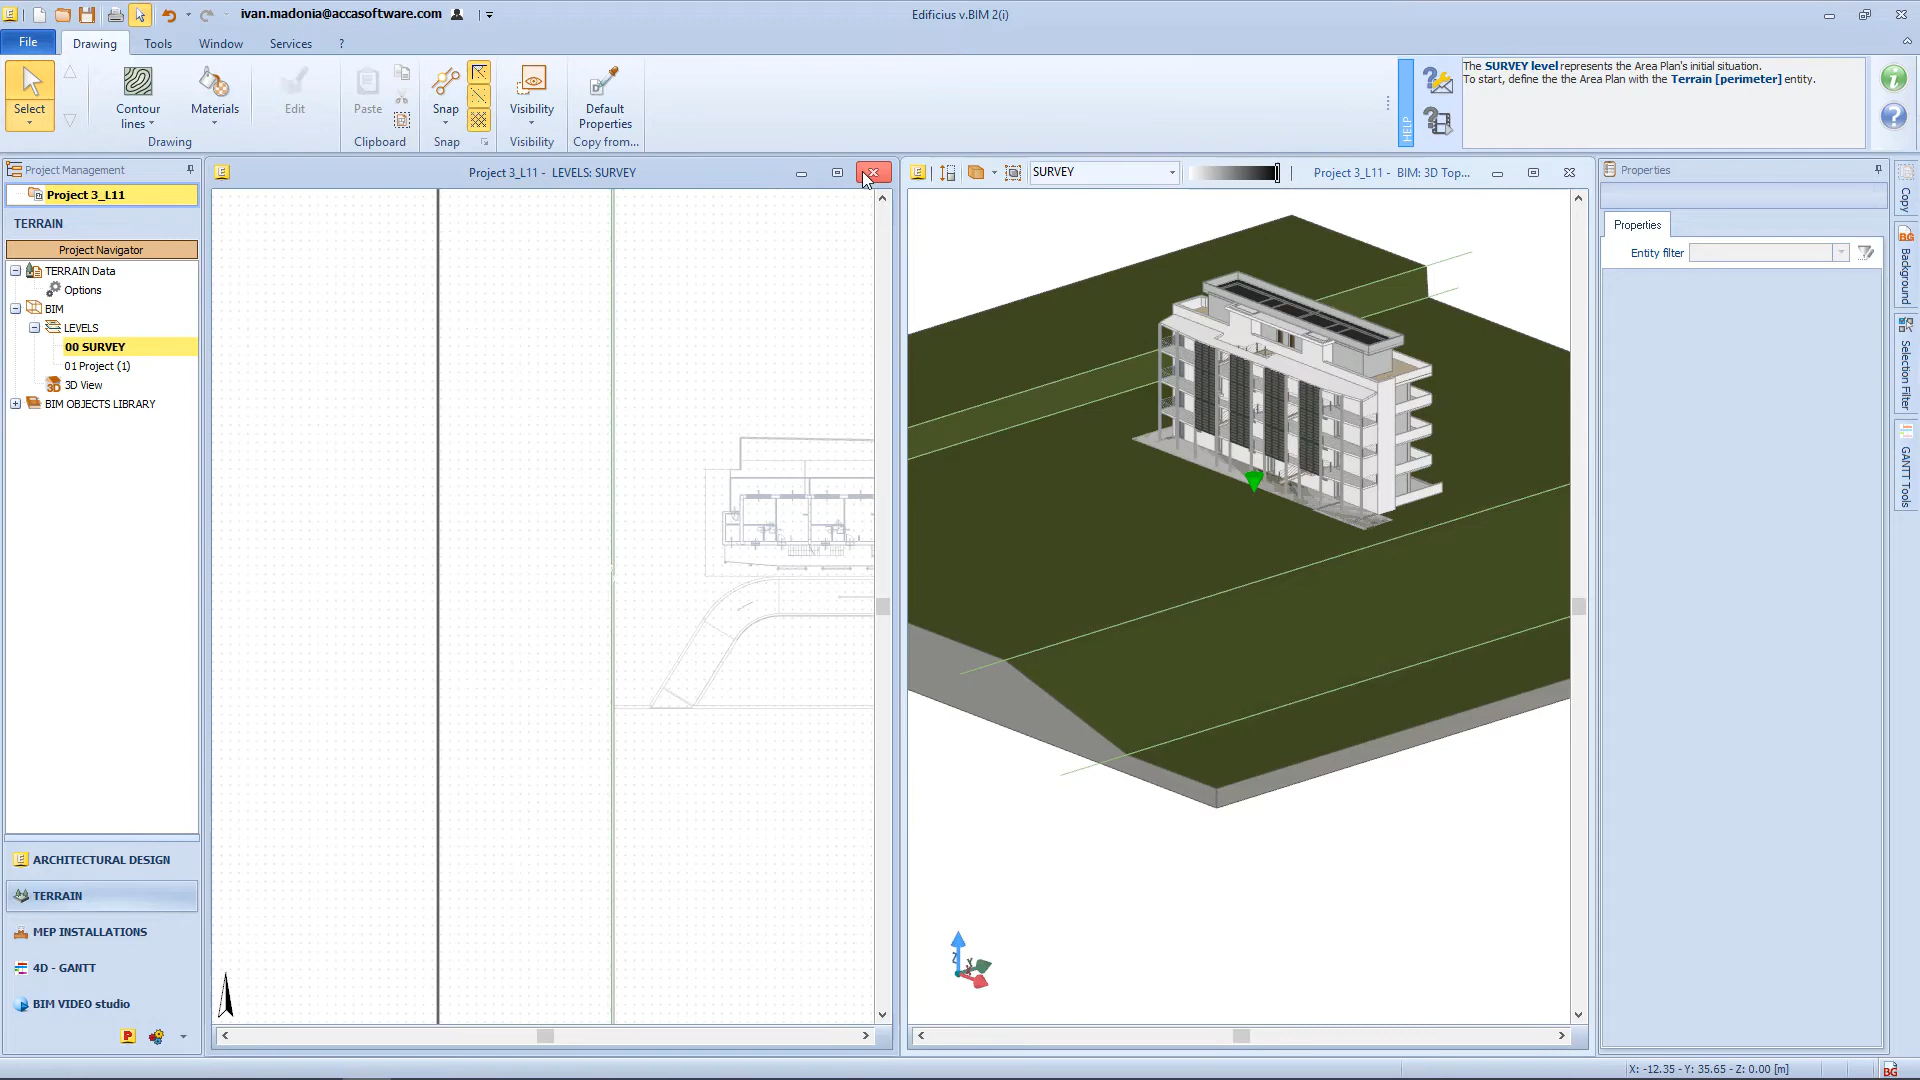 ivan.madonia@accasoftware.com
Edificius v.BIM 2(i)
File
Drawing
Tools
Window
Services
?
Select
Contour
lines
Materials
Edit
Drawing
Paste
Clipboard
Snap
Snap
Visibility
Visibility
Default
Properties
Copy from...
HELP
The SURVEY level represents the Area Plan's initial situation.
To start, define the the Area Plan with the Terrain [perimeter] entity.
Project Management
Project 3_L11
TERRAIN
Project Navigator
TERRAIN Data
Options
BIM
LEVELS
00 SURVEY
01 Project (1)
3D View
BIM OBJECTS LIBRARY
ARCHITECTURAL DESIGN
TERRAIN
MEP INSTALLATIONS
4D - GANTT
BIM VIDEO studio
Project 3_L11 - LEVELS: SURVEY
SURVEY
Project 3_L11 - BIM: 3D Top...
Properties
Properties
Entity filter
Copy
Background
Selection Filter
GANTT Tools
X: -12.35 - Y: 35.65 - Z: 0.00 [m]
BG